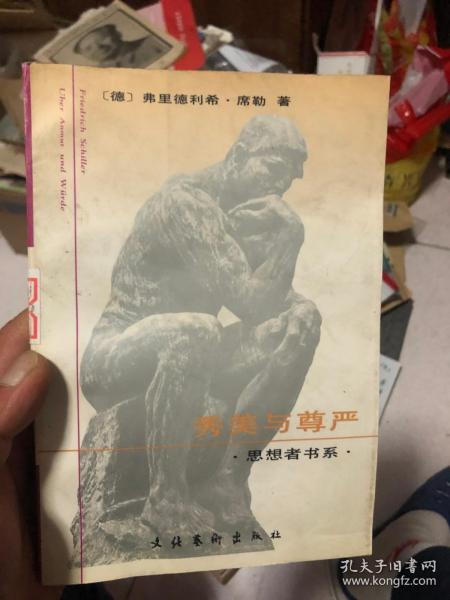 〔德〕弗里德利希·席勒 著
Friedrich Schiller
Über Anmut und Würde
秀美与尊严
·思想者书系·
文化艺術出版社
孔夫子旧书网
www.kongfz.com